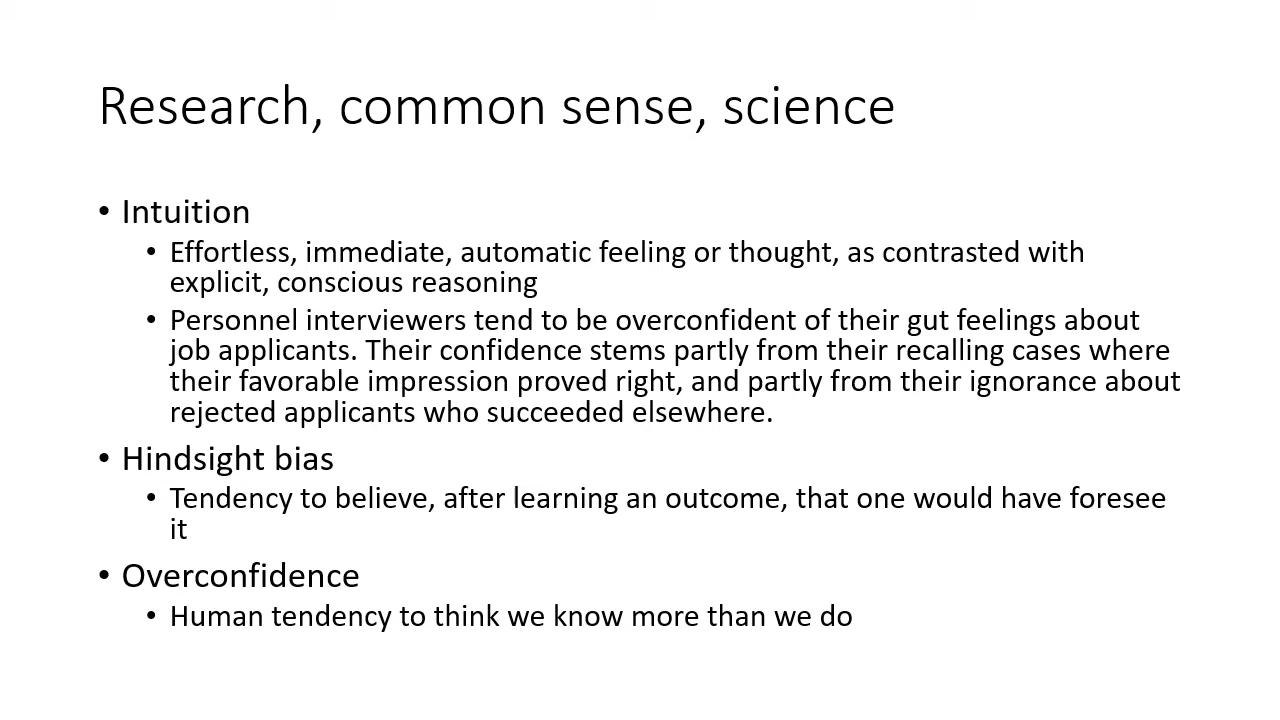 Research, common sense, science
• Intuition
• Effortless, immediate, automatic feeling or thought, as contrasted with
explicit, conscious reasoning
• Personnel interviewers tend to be overconfident of their gut feelings about
job applicants. Their confidence stems partly from their recalling cases where
their favorable impression proved right, and partly from their ignorance about
rejected applicants who succeeded elsewhere.
• Hindsight bias
• Tendency to believe, after learning an outcome, that one would have foresee
it
• Overconfidence
• Human tendency to think we know more than we do